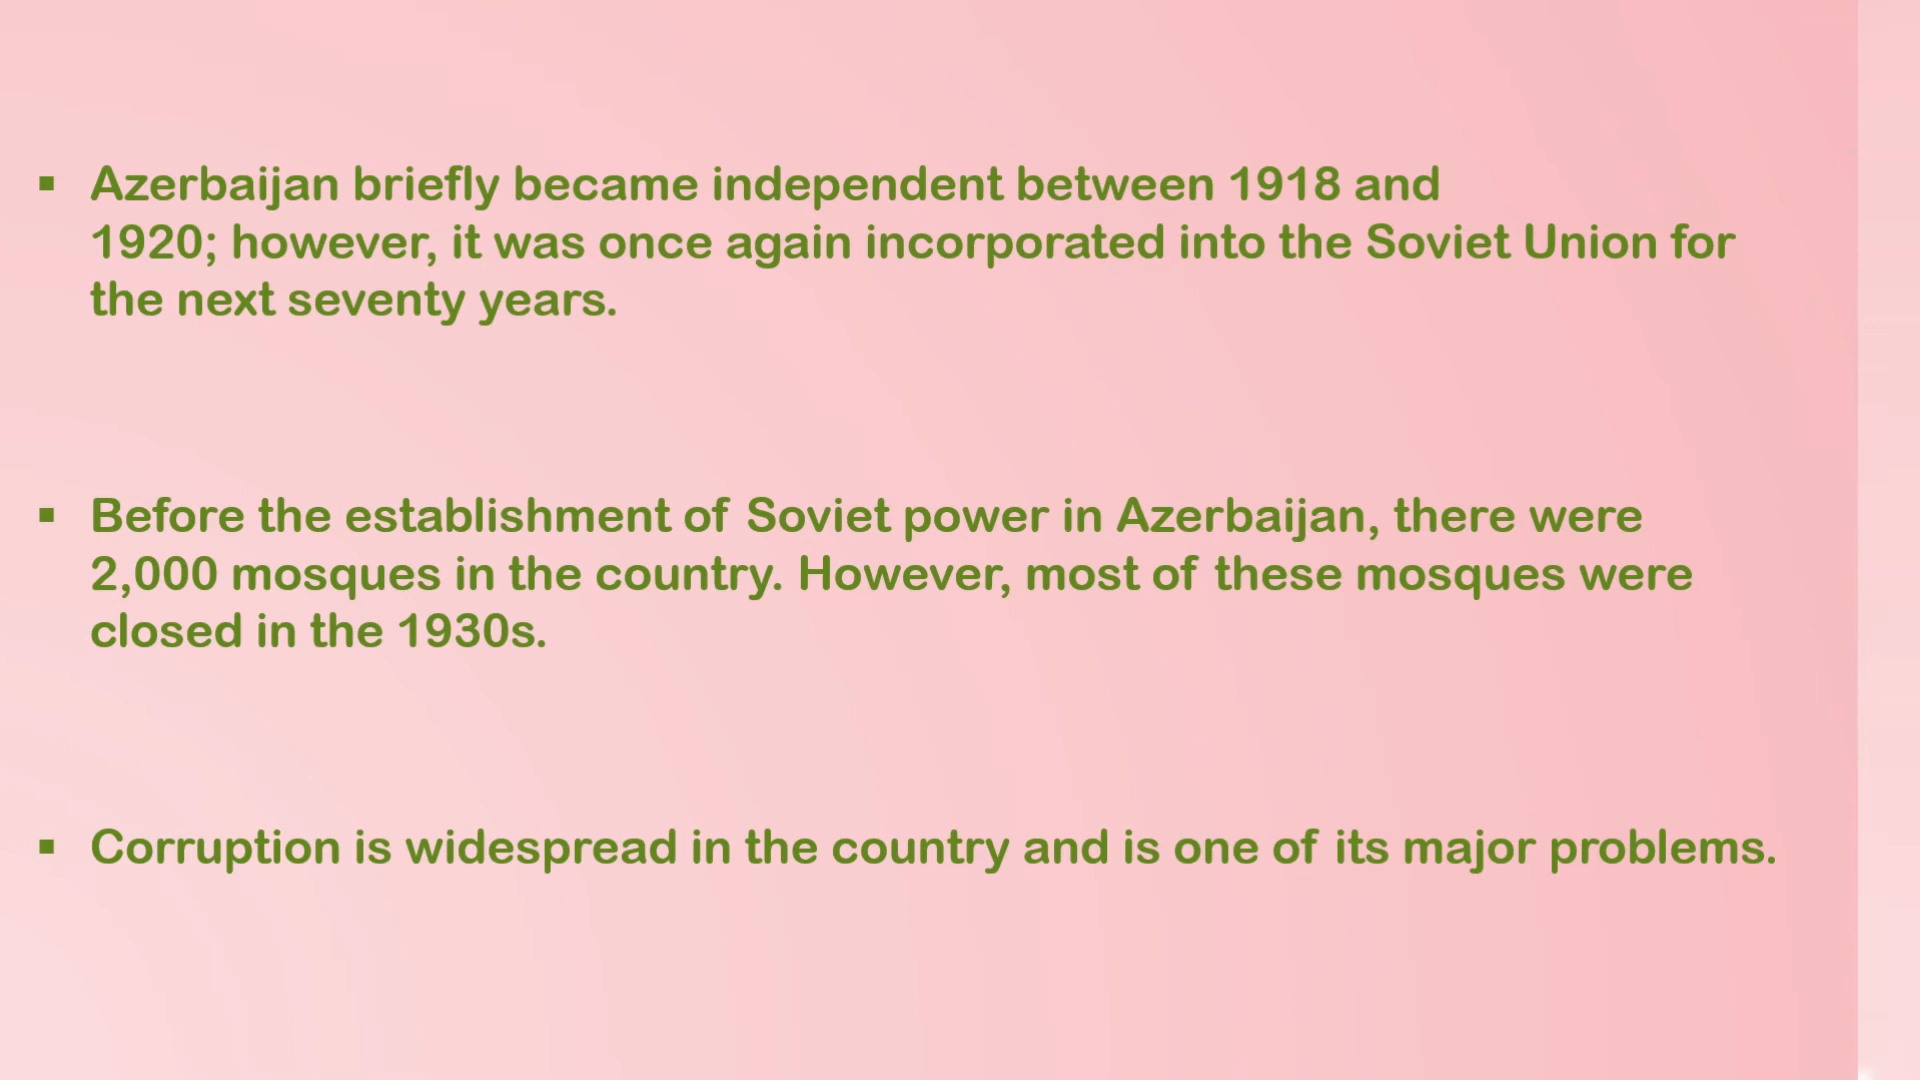 ▪ Azerbaijan briefly became independent between 1918 and
1920; however, it was once again incorporated into the Soviet Union for
the next seventy years.
▪ Before the establishment of Soviet power in Azerbaijan, there were
2,000 mosques in the country. However, most of these mosques were
closed in the 1930s.
▪ Corruption is widespread in the country and is one of its major problems.